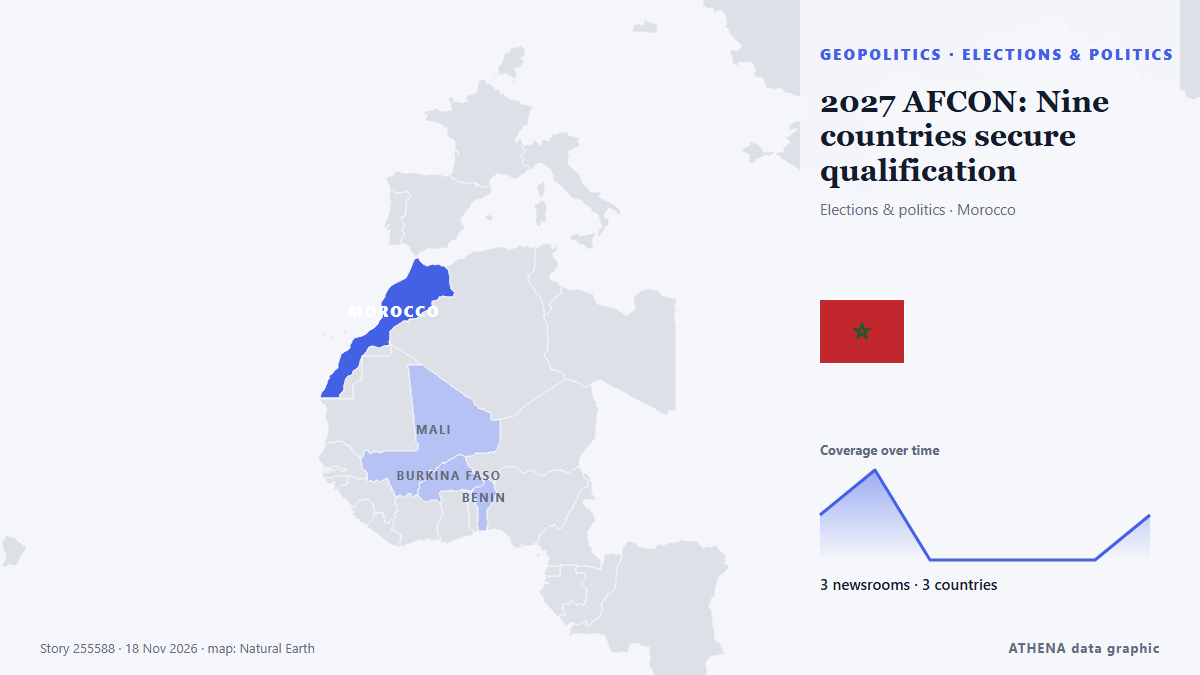 GEOPOLITICS · ELECTIONS & POLITICS
2027 AFCON: Nine
countries secure
qualification
Elections & politics · Morocco
MOROCCO
MALI
BURKINA FASO
BENIN
Coverage over time
3 newsrooms · 3 countries
Story 255588 · 18 Nov 2026 · map: Natural Earth
ATHENA data graphic